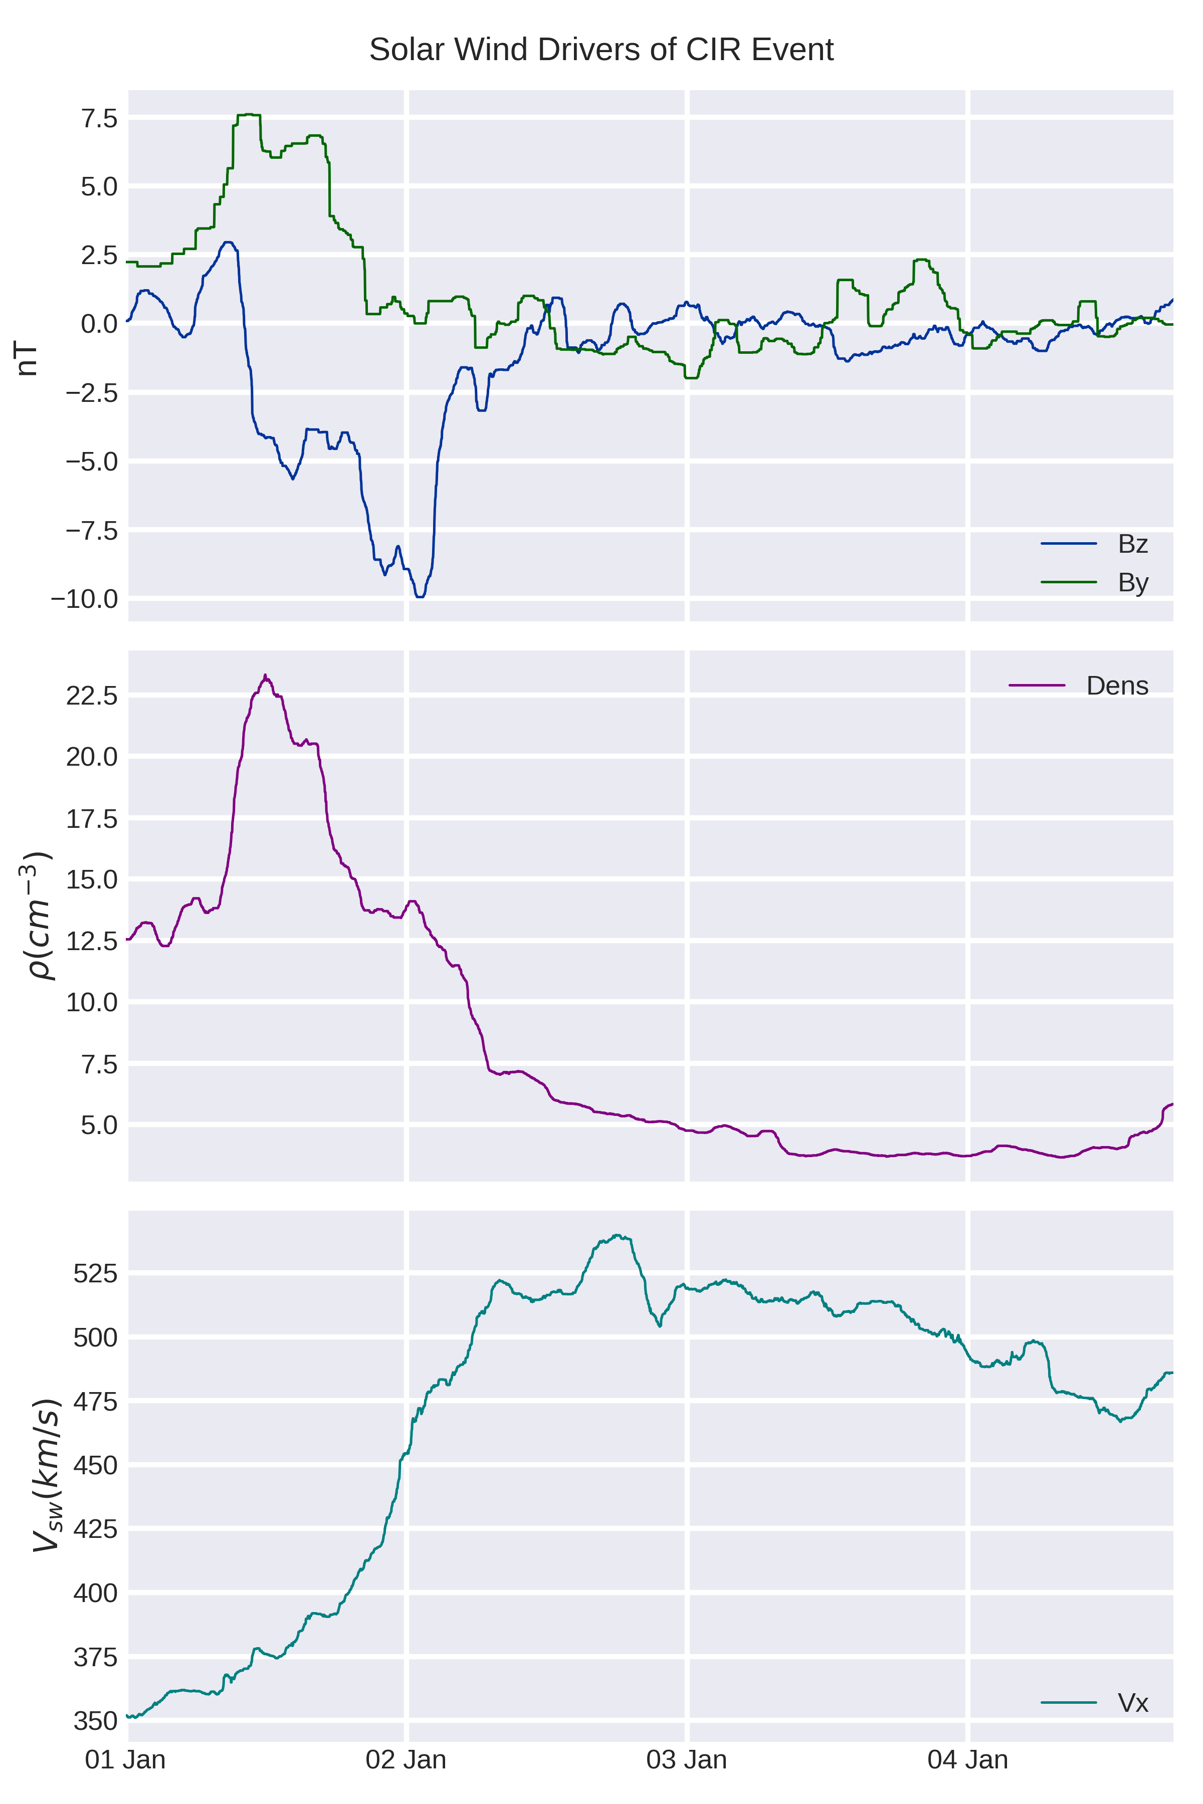 Solar Wind Drivers of CIR Event
7.5
5.0
2.5
0.0
−2.5
−5.0
−7.5
−10.0
nT
Bz
By
22.5
20.0
17.5
15.0
12.5
10.0
7.5
5.0
ρ(cm⁻³)
Dens
525
500
475
450
425
400
375
350
V_sw(km/s)
Vx
01 Jan 02 Jan 03 Jan 04 Jan